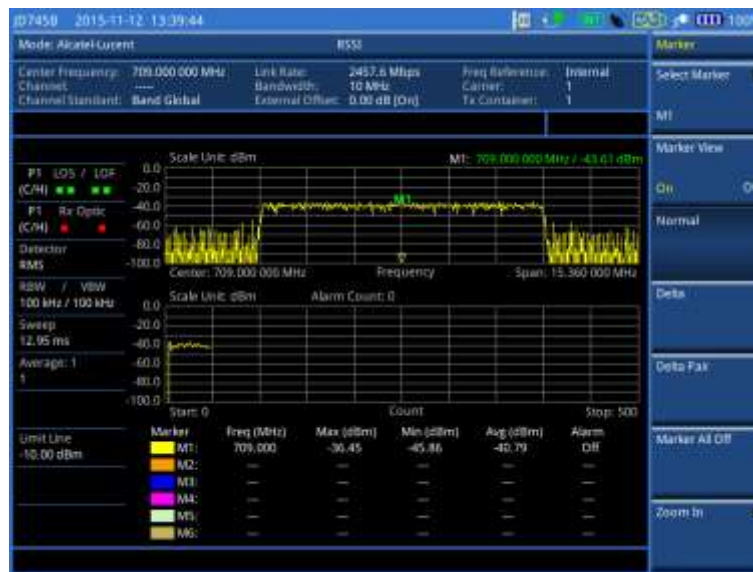 JD745B 2015-11-12 13:39:44
INT 100
Mode: Alcatel-Lucent RSSI
Center Frequency: 709.000 000 MHz Link Rate: 2457.6 Mbps Freq Reference: Internal
Channel: ---- Bandwidth: 10 MHz Carrier: 1
Channel Standard: Band Global External Offset: 0.00 dB [On] Tx Container: 1
Marker
Select Marker
M1
Marker View
On O
Normal
Delta
Delta Pair
Marker All Off
Zoom In
P1 LOS / LOF
(C/H)
P1 Rx Optic
(C/H)
Detector
RMS
RBW / VBW
100 kHz / 100 kHz
Sweep
12.95 ms
Average: 1
1
Limit Line
-10.00 dBm
Scale Unit: dBm M1: 709.000 000 MHz / -43.61 dBm
0.0
-20.0
-40.0
-60.0
-80.0
-100.0
M1
Center: 709.000 000 MHz Frequency Span: 15.360 000 MHz
Scale Unit: dBm Alarm Count: 0
0.0
-20.0
-40.0
-60.0
-80.0
-100.0
Start: 0 Count Stop: 500
Marker Freq (MHz) Max (dBm) Min (dBm) Avg (dBm) Alarm
M1: 709.000 -36.45 -45.86 -40.79 Off
M2: --- --- --- --- ---
M3: --- --- --- --- ---
M4: --- --- --- --- ---
M5: --- --- --- --- ---
M6: --- --- --- --- ---